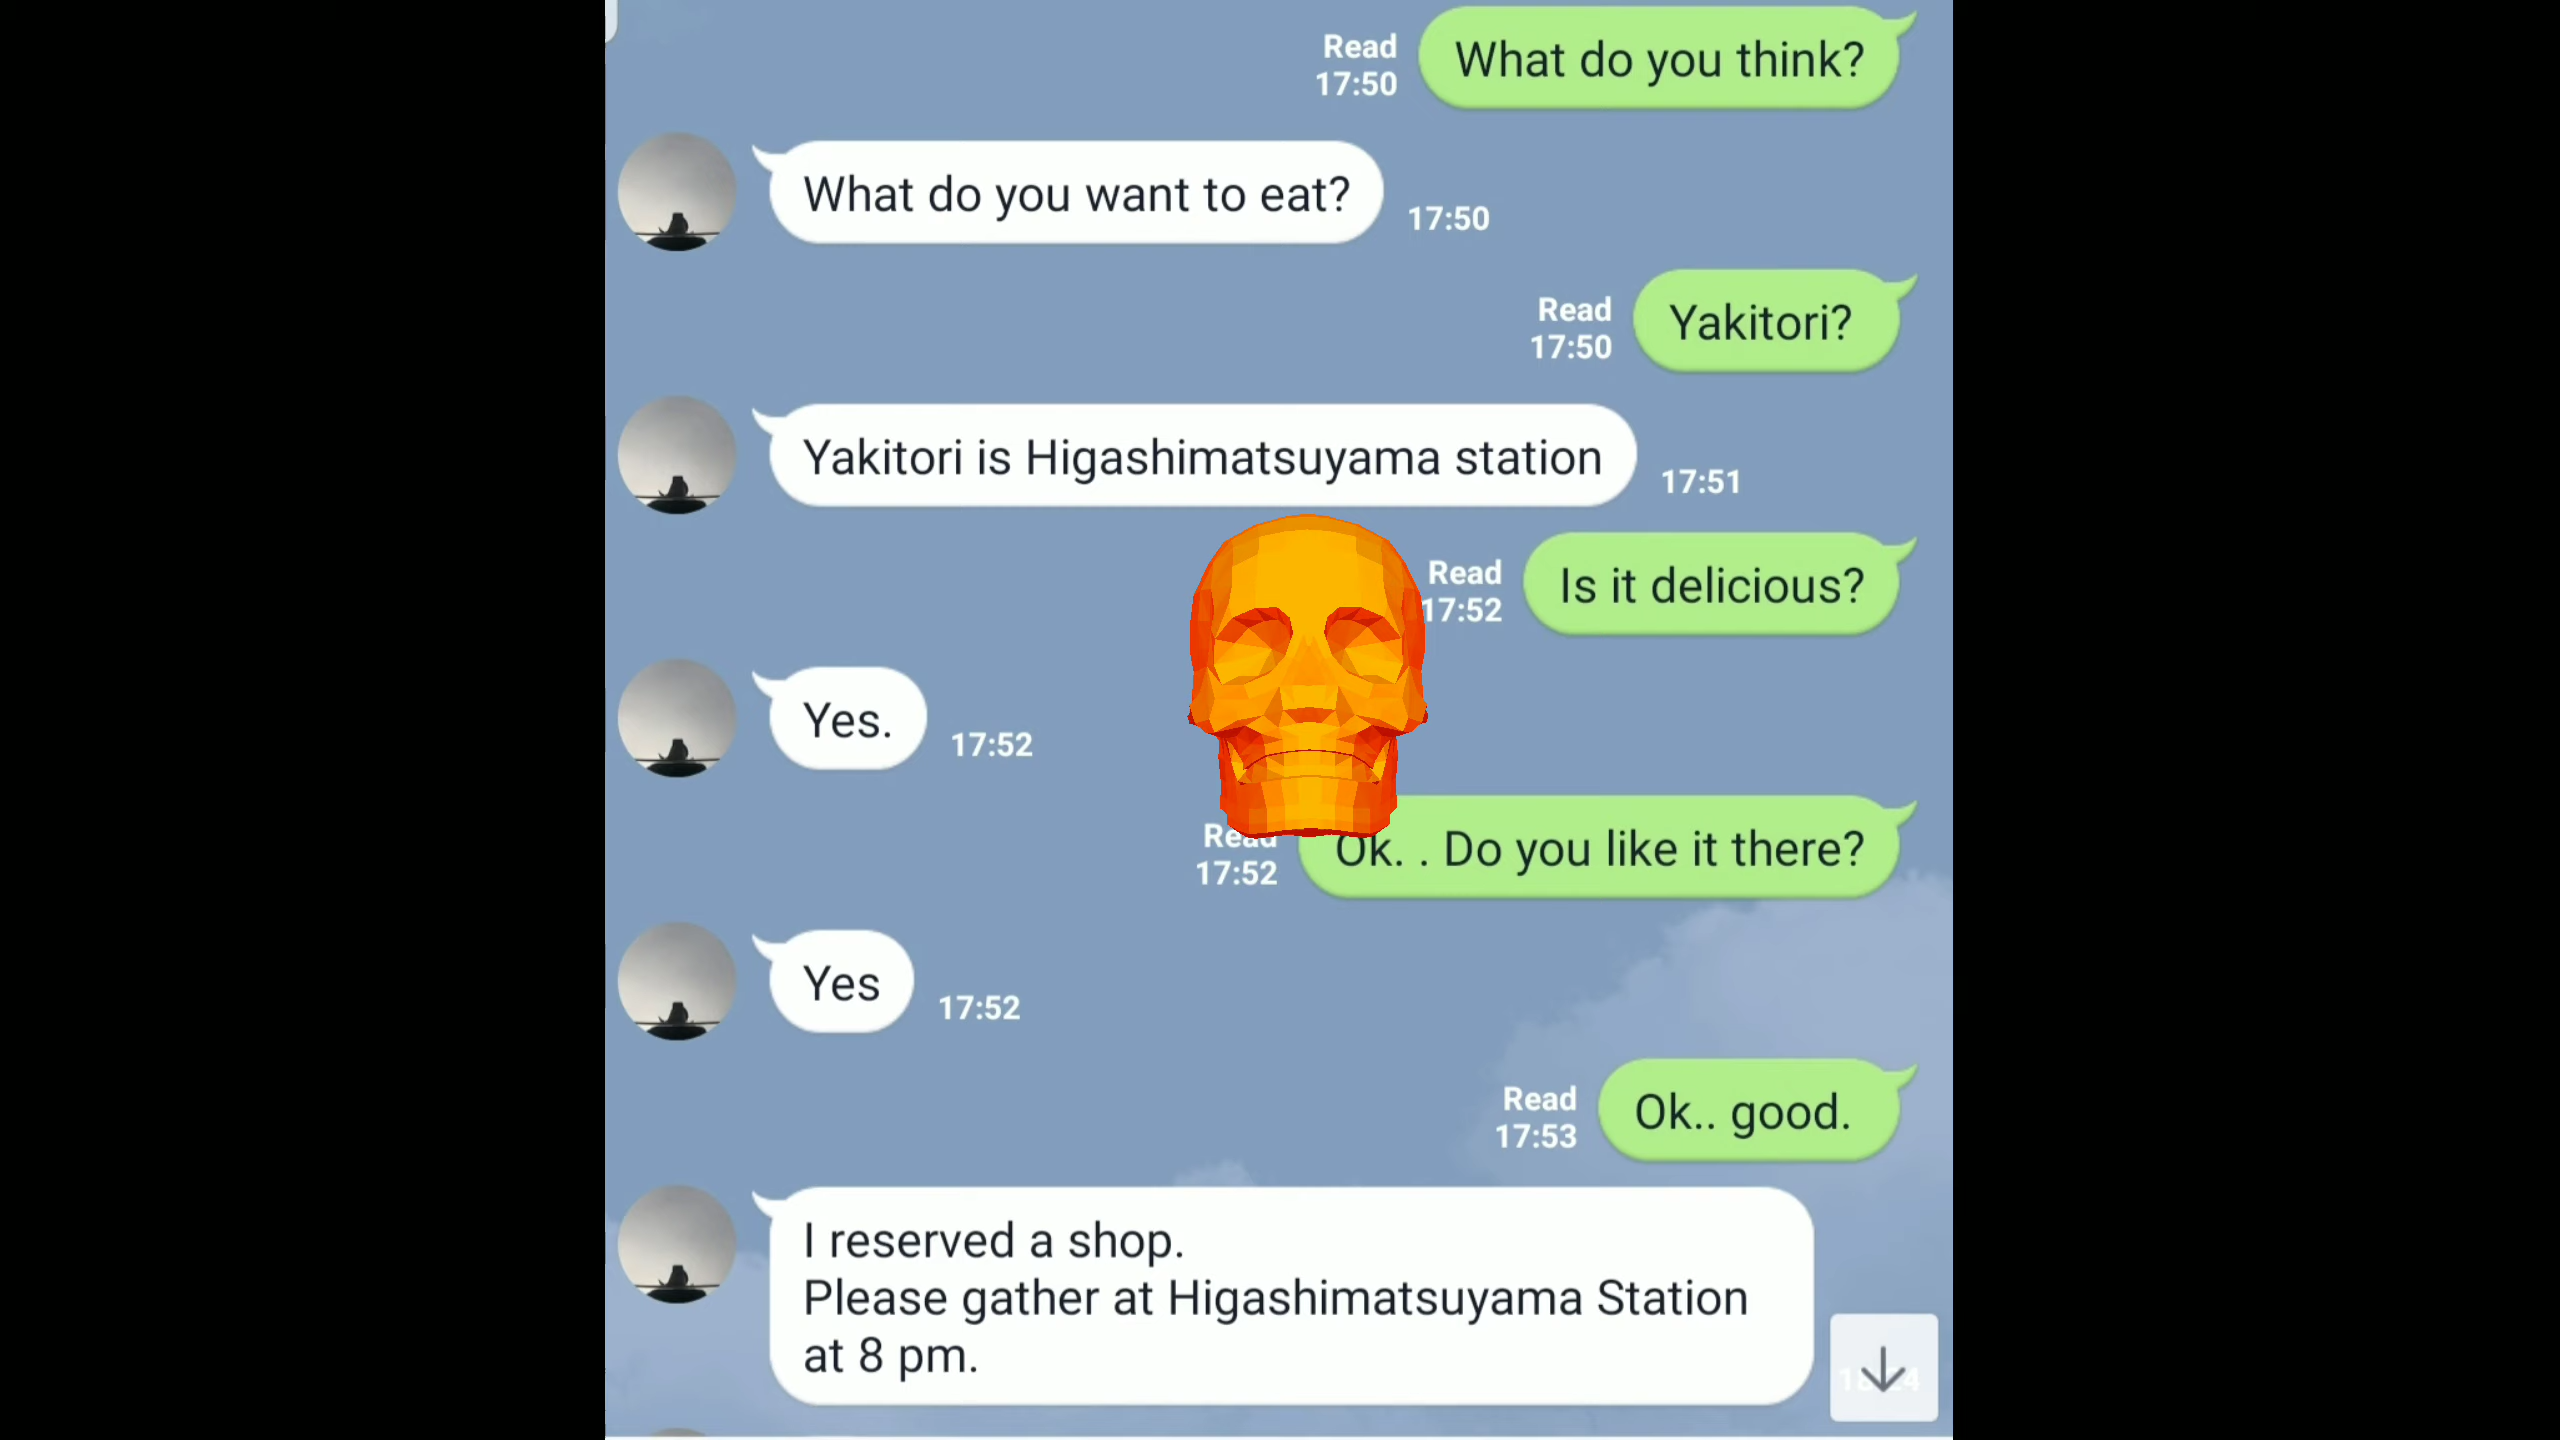 Read
17:50
What do you think?
What do you want to eat?
17:50
Read
17:50
Yakitori?
Yakitori is Higashimatsuyama station
17:51
Read
17:52
Is it delicious?
Yes.
17:52
Read
17:52
Ok. . Do you like it there?
Yes
17:52
Read
17:53
Ok.. good.
I reserved a shop.
Please gather at Higashimatsuyama Station
at 8 pm.